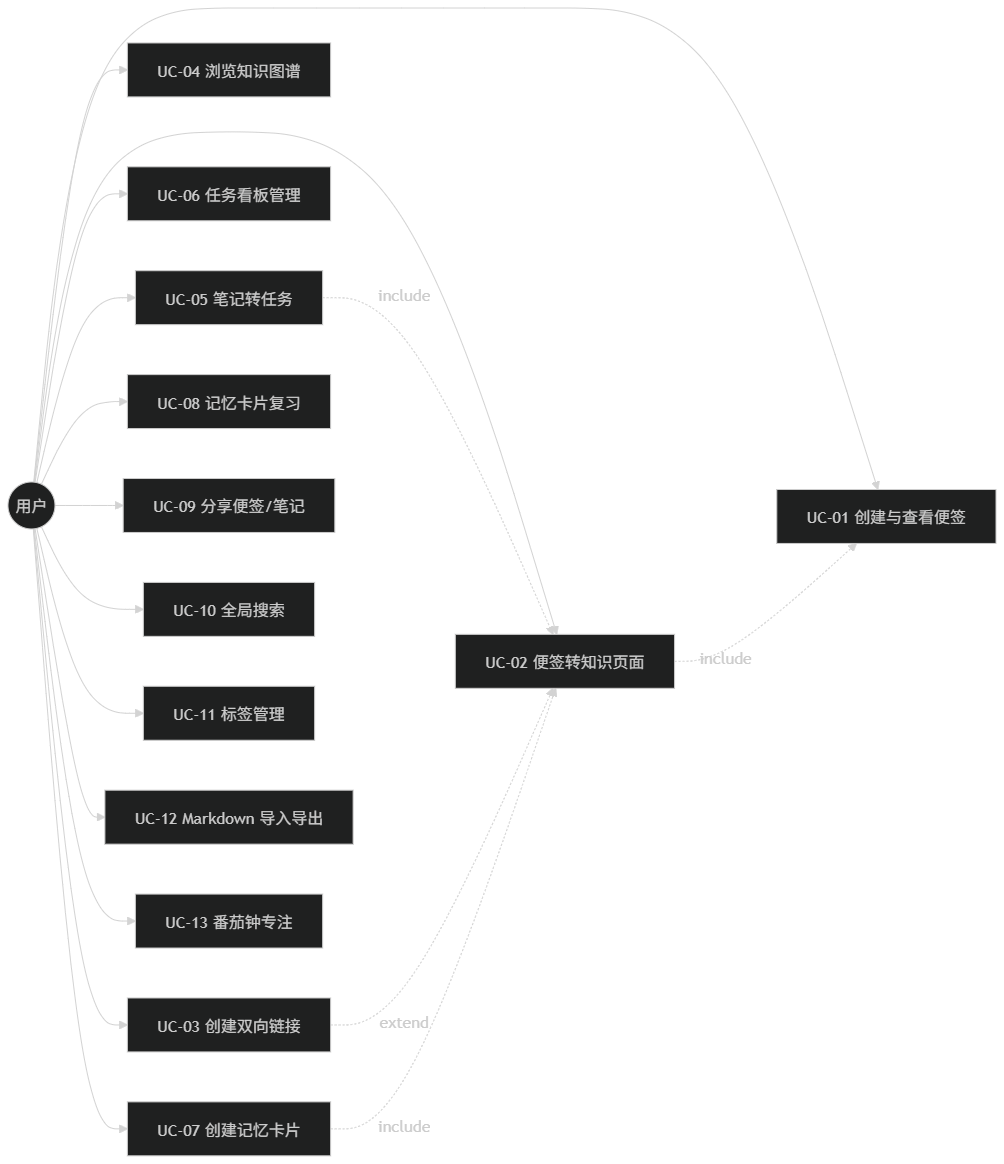 UC-04 浏览知识图谱
UC-06 任务看板管理
UC-05 笔记转任务
include
UC-08 记忆卡片复习
用户
UC-09 分享便签/笔记
UC-01 创建与查看便签
UC-10 全局搜索
UC-02 便签转知识页面
include
UC-11 标签管理
UC-12 Markdown 导入导出
UC-13 番茄钟专注
UC-03 创建双向链接
extend
UC-07 创建记忆卡片
include